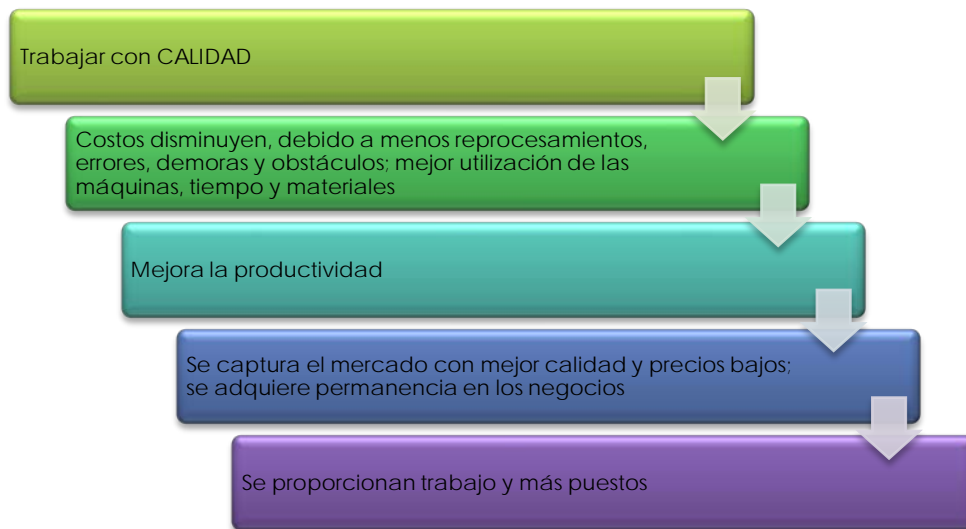 Trabajar con CALIDAD
Costos disminuyen, debido a menos reprocesamientos,
errores, demoras y obstáculos; mejor utilización de las
máquinas, tiempo y materiales
Mejora la productividad
Se captura el mercado con mejor calidad y precios bajos;
se adquiere permanencia en los negocios
Se proporcionan trabajo y más puestos